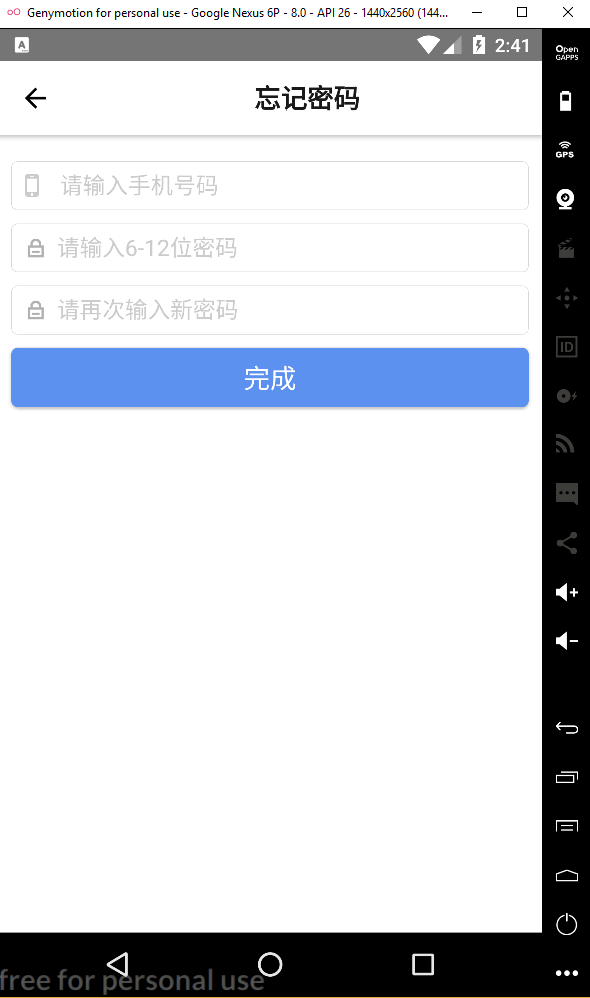 Genymotion for personal use - Google Nexus 6P - 8.0 - API 26 - 1440x2560 (144...
A
2:41
Open
GAPPS
忘记密码
GPS
请输入手机号码
请输入6-12位密码
请再次输入新密码
ID
完成
free for personal use